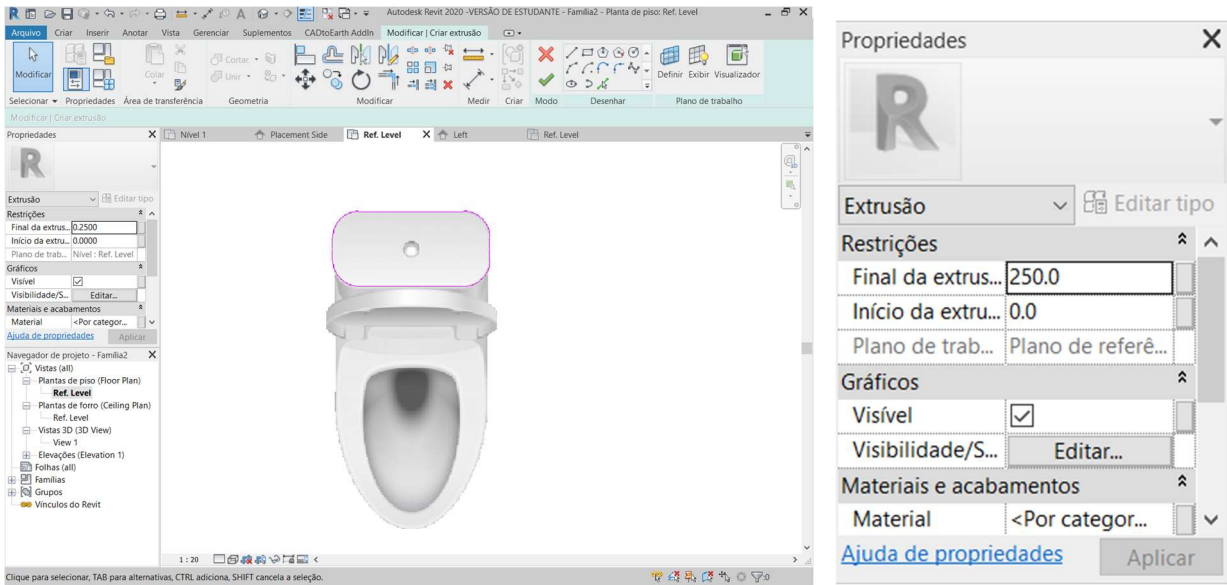 Autodesk Revit 2020 -VERSÃO DE ESTUDANTE - Família2 - Planta de piso: Ref. Level
Arquivo Criar Inserir Anotar Vista Gerenciar Suplementos CADtoEarth AddIn Modificar | Criar extrusão
Cortar
Modificar Colar Unir Definir Exibir Visualizador
Selecionar Propriedades Área de transferência Geometria Modificar Medir Criar Modo Desenhar Plano de trabalho
Modificar | Criar extrusão
Propriedades X Nível 1 Placement Side Ref. Level X Left Ref. Level
Extrusão Editar tipo
Restrições
Final da extrus... 0.2500
Início da extru... 0.0000
Plano de trab... Nível : Ref. Level
Gráficos
Visível
Visibilidade/S... Editar...
Materiais e acabamentos
Material <Por categor...
Ajuda de propriedades Aplicar
Navegador de projeto - Família2 X
Vistas (all)
Plantas de piso (Floor Plan)
Ref. Level
Plantas de forro (Ceiling Plan)
Ref. Level
Vistas 3D (3D View)
View 1
Elevações (Elevation 1)
Folhas (all)
Famílias
Grupos
Vínculos do Revit
1 : 20
Clique para selecionar, TAB para alternativas, CTRL adiciona, SHIFT cancela a seleção.
:0
Propriedades X
Extrusão Editar tipo
Restrições
Final da extrus... 250.0
Início da extru... 0.0
Plano de trab... Plano de referê...
Gráficos
Visível
Visibilidade/S... Editar...
Materiais e acabamentos
Material <Por categor...
Ajuda de propriedades Aplicar